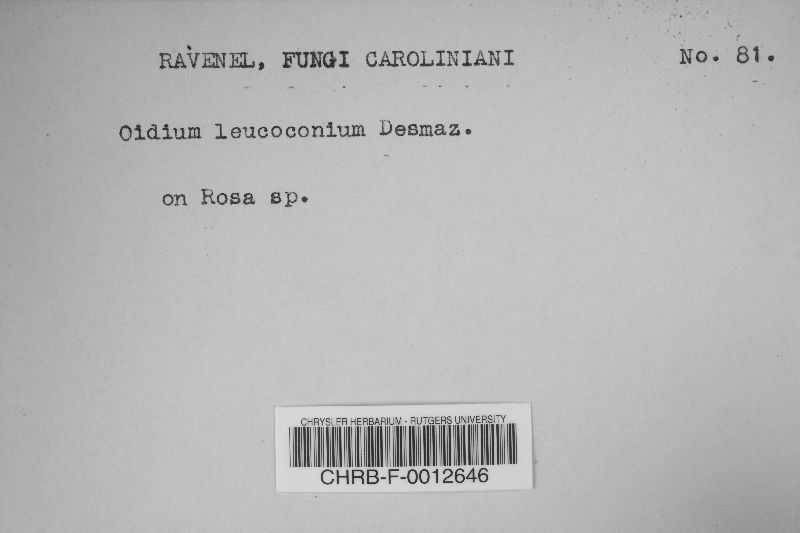 RAVENEL, FUNGI CAROLINIANI No. 81.
Oidium leucoconium Desmaz.
on Rosa sp.
CHRYSLER HERBARIUM - RUTGERS UNIVERSITY
CHRB-F-0012646